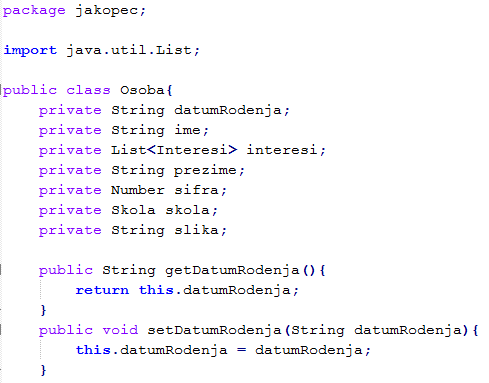 package jakopec;
import java.util.List;
public class Osoba{
private String datumRodenja;
private String ime;
private List<Interesi> interesi;
private String prezime;
private Number sifra;
private Skola skola;
private String slika;
public String getDatumRodenja(){
return this.datumRodenja;
}
public void setDatumRodenja(String datumRodenja){
this.datumRodenja = datumRodenja;
}